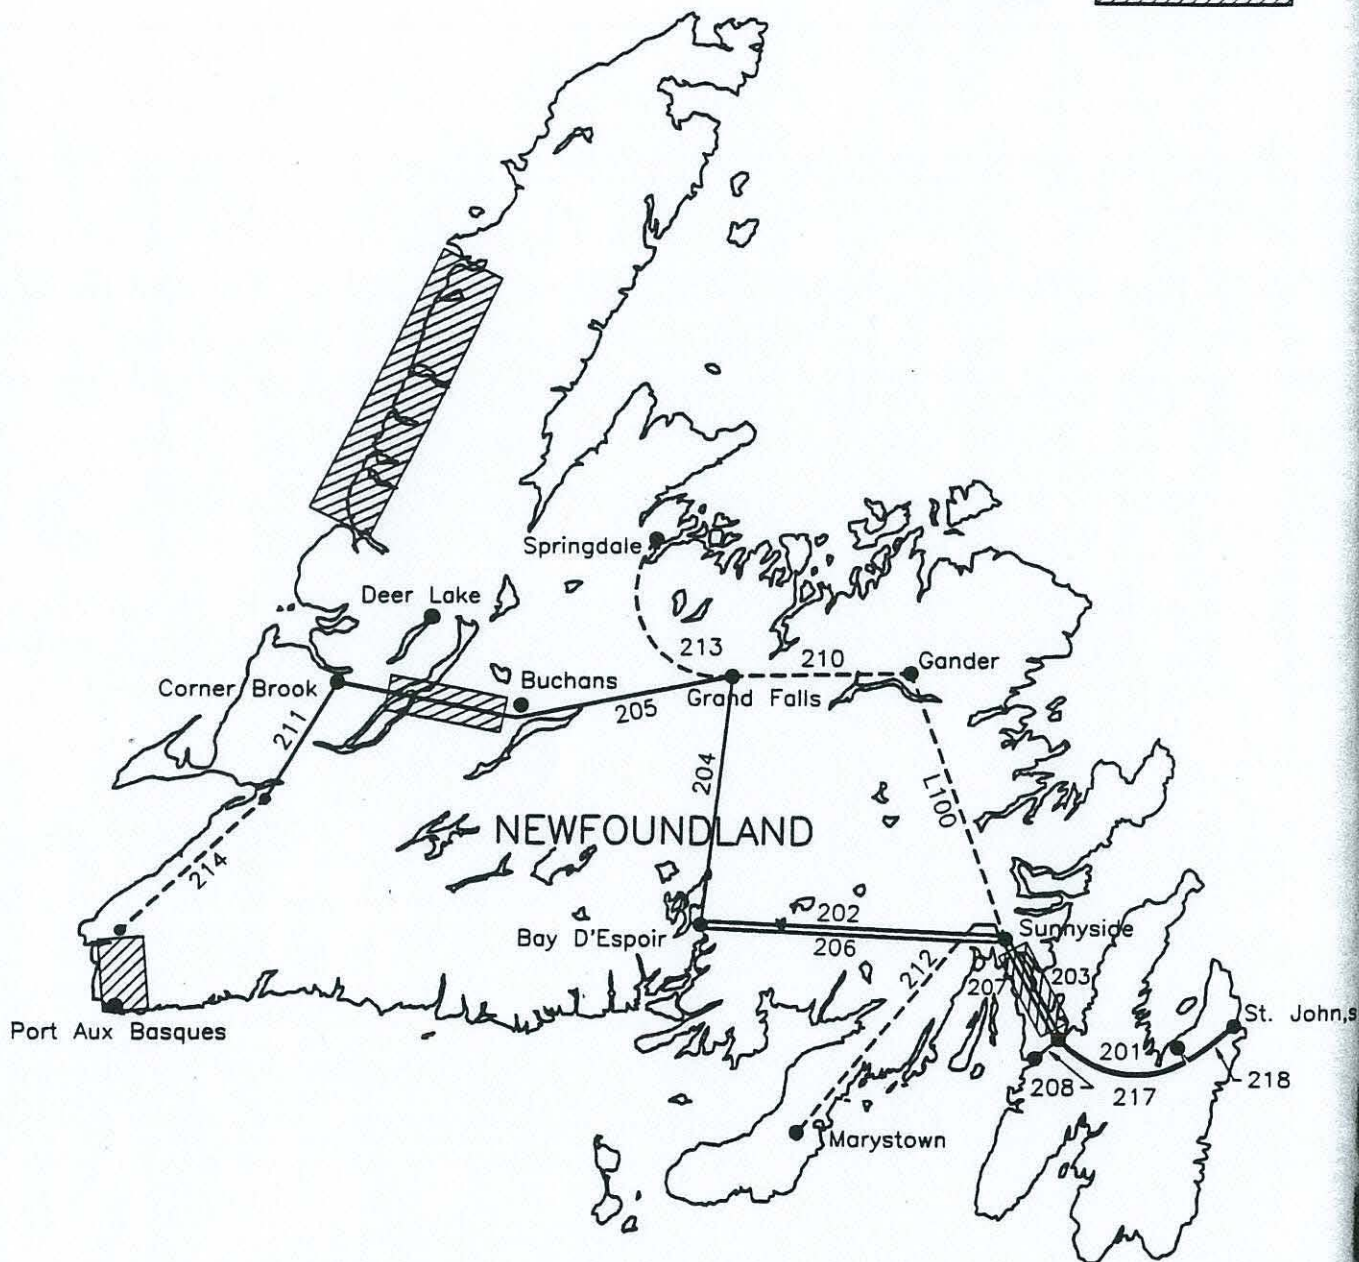 Springdale
Deer Lake
213
210
Gander
Corner Brook
Buchans
Grand Falls
205
211
204
L100
NEWFOUNDLAND
214
202
Bay D'Espoir
206
Sunnyside
212
207
203
Port Aux Basques
St. John,s
201
208
217
218
Marystown